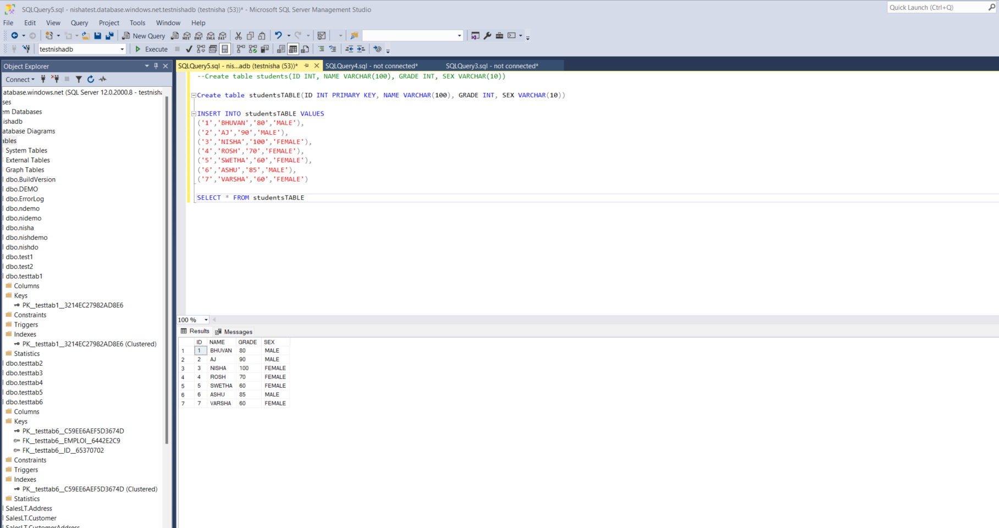 SQLQuery5.sql - nishatest.database.windows.net.testnishadb (testnisha (53))* - Microsoft SQL Server Management Studio
Quick Launch (Ctrl+Q)
File Edit View Query Project Tools Window Help
New Query
testnishadb
Execute
Object Explorer
Connect
atabase.windows.net (SQL Server 12.0.2000.8 - testnisha
ses
em Databases
ishadb
atabase Diagrams
ables
System Tables
External Tables
Graph Tables
dbo.BuildVersion
dbo.DEMO
dbo.ErrorLog
dbo.ndemo
dbo.nidemo
dbo.nisha
dbo.nishdemo
dbo.nishdo
dbo.test1
dbo.test2
dbo.testtab1
Columns
Keys
PK__testtab1__3214EC27982AD8E6
Constraints
Triggers
Indexes
PK__testtab1__3214EC27982AD8E6 (Clustered)
Statistics
dbo.testtab2
dbo.testtab3
dbo.testtab4
dbo.testtab5
dbo.testtab6
Columns
Keys
PK__testtab6__C59EE6AEF5D3674D
FK__testtab6__EMPLOI__6442E2C9
FK__testtab6__ID__65370702
Constraints
Triggers
Indexes
PK__testtab6__C59EE6AEF5D3674D (Clustered)
Statistics
SalesLT.Address
SalesLT.Customer
SalesLT.CustomerAddress
SQLQuery5.sql - nis...adb (testnisha (53))* SQLQuery4.sql - not connected* SQLQuery3.sql - not connected*
--Create table students(ID INT, NAME VARCHAR(100), GRADE INT, SEX VARCHAR(10))
Create table studentsTABLE(ID INT PRIMARY KEY, NAME VARCHAR(100), GRADE INT, SEX VARCHAR(10))
INSERT INTO studentsTABLE VALUES
('1','BHUVAN','80','MALE'),
('2','AJ','90','MALE'),
('3','NISHA','100','FEMALE'),
('4','ROSH','70','FEMALE'),
('5','SWETHA','60','FEMALE'),
('6','ASHU','85','MALE'),
('7','VARSHA','60','FEMALE')
SELECT * FROM studentsTABLE
100 %
Results Messages
ID NAME GRADE SEX
1 1 BHUVAN 80 MALE
2 2 AJ 90 MALE
3 3 NISHA 100 FEMALE
4 4 ROSH 70 FEMALE
5 5 SWETHA 60 FEMALE
6 6 ASHU 85 MALE
7 7 VARSHA 60 FEMALE